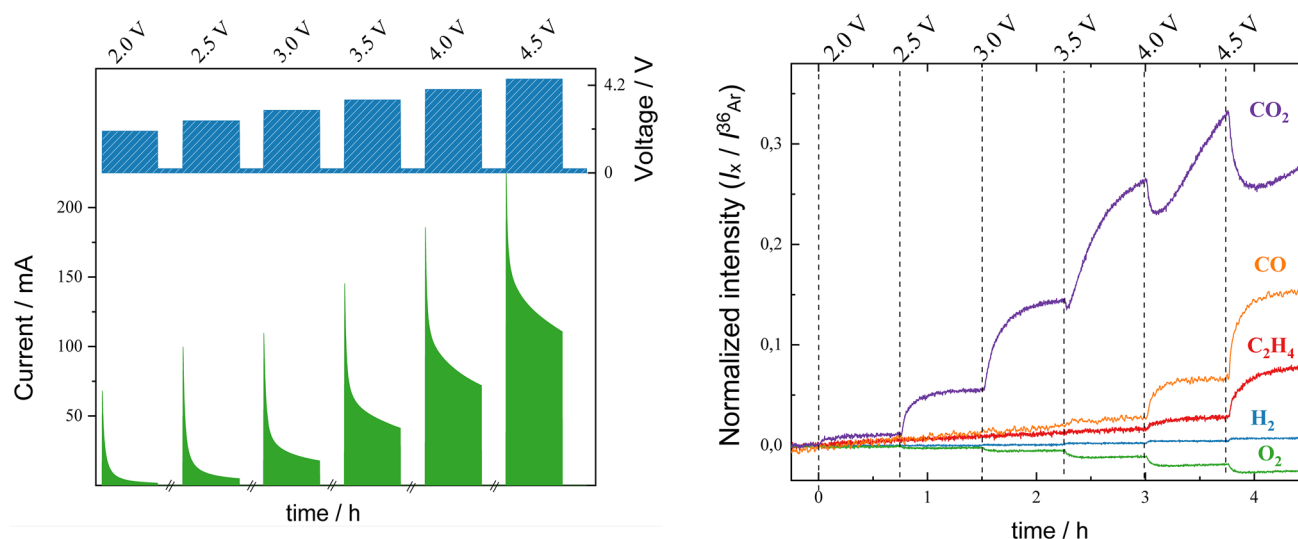 2.0 V 2.5 V 3.0 V 3.5 V 4.0 V 4.5 V
4.2
0
Voltage / V
200
150
100
50
Current / mA
time / h
2.0 V 2.5 V 3.0 V 3.5 V 4.0 V 4.5 V
0,3
0,2
0,1
0,0
Normalized intensity (Iₓ / I³⁶Ar)
CO₂
CO
C₂H₄
H₂
O₂
0 1 2 3 4
time / h